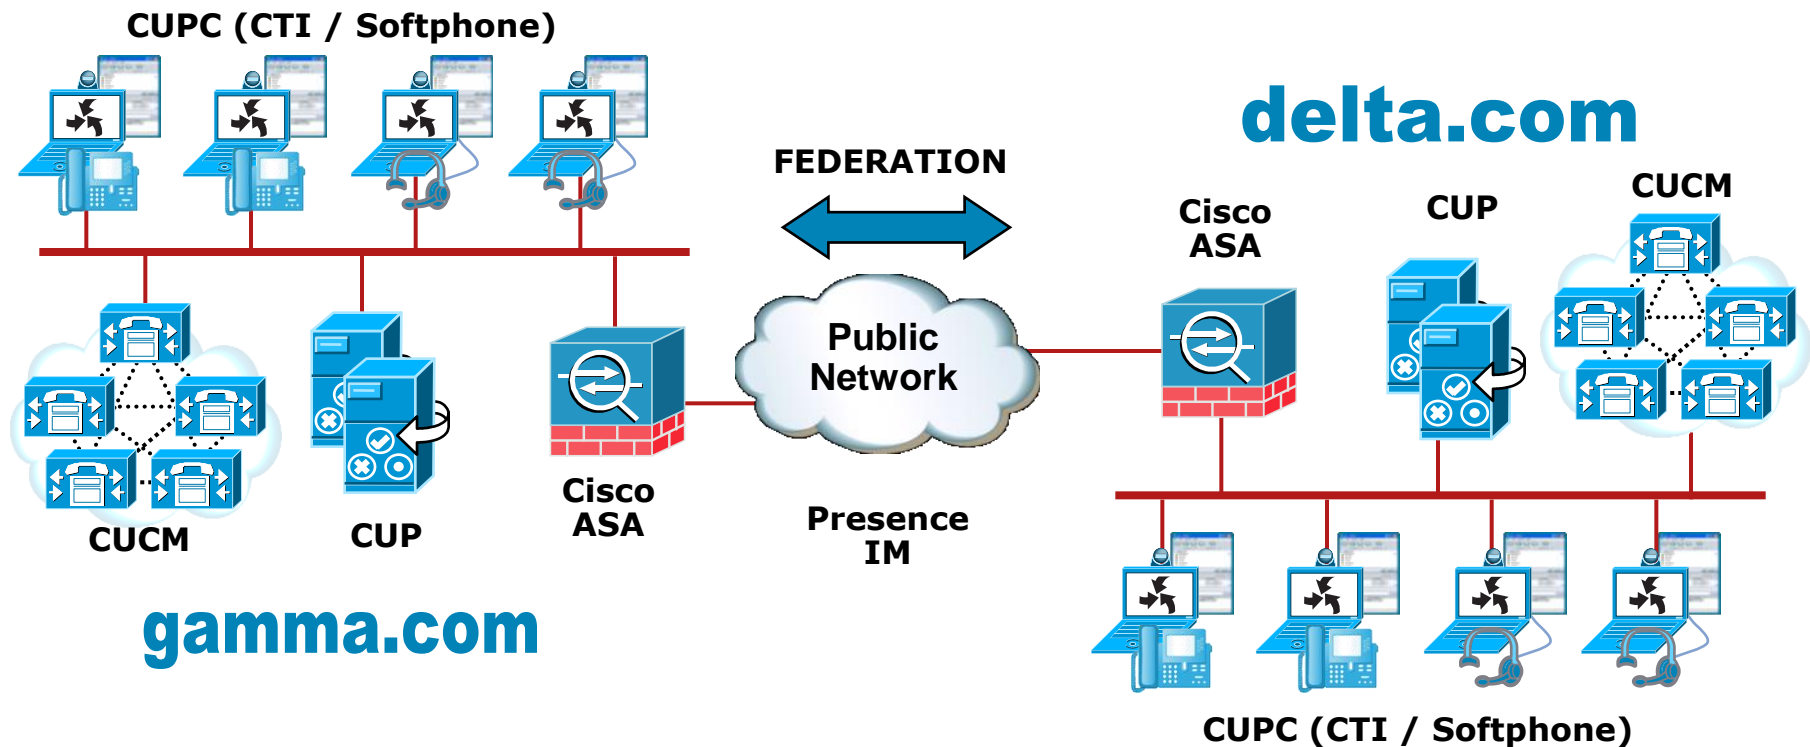 CUPC (CTI / Softphone)
FEDERATION
delta.com
Cisco
ASA
CUP
CUCM
Public
Network
CUCM
CUP
Cisco
ASA
Presence
IM
gamma.com
CUPC (CTI / Softphone)